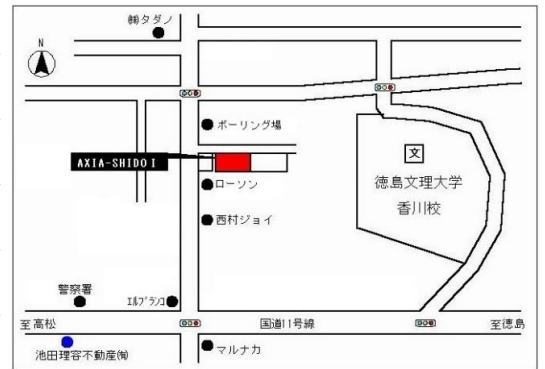 ㈱タダノ
N
ボーリング場
AXIA-SHIDO I
文
ローソン
徳島文理大学
香川校
西村ジョイ
警察署
エルブランコ
至高松
国道11号線
至徳島
池田理容不動産㈲
マルナカ